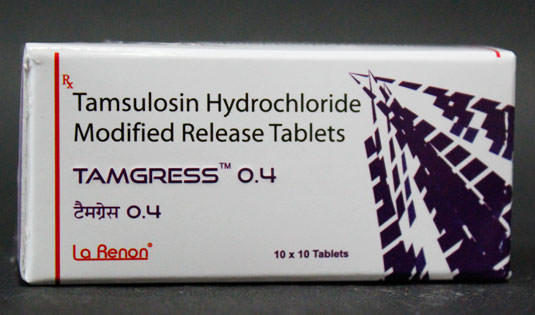 Rx
Tamsulosin Hydrochloride
Modified Release Tablets
TAMGRESS™ 0.4
टैमग्रेस 0.4
La Renon®
10 x 10 Tablets